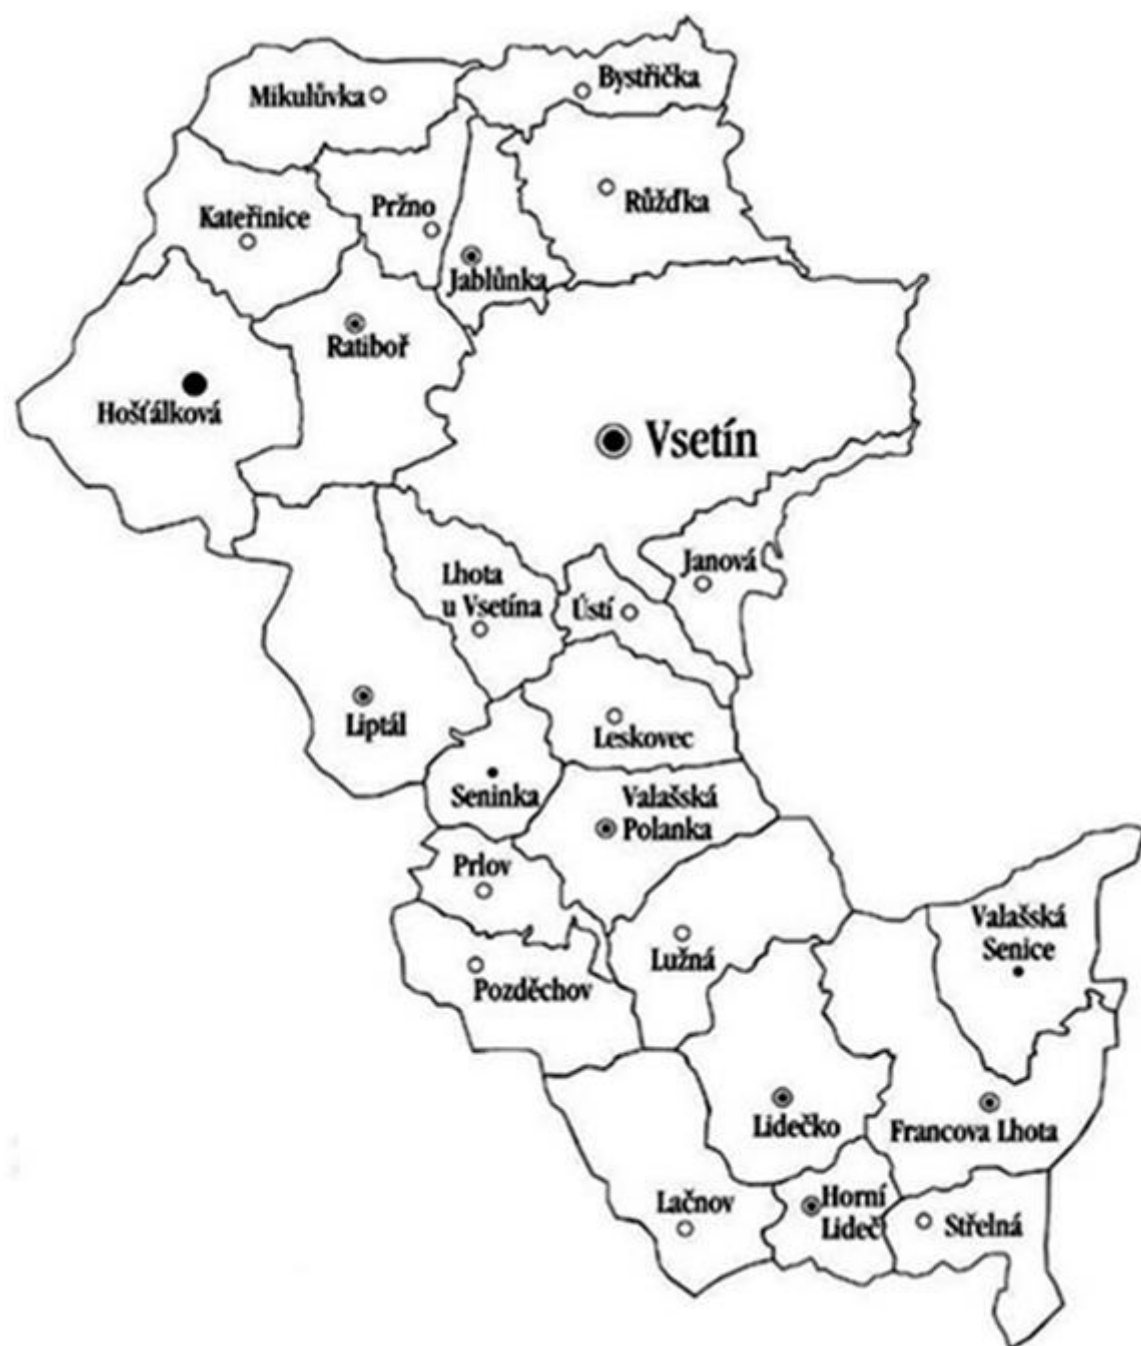 Bystřička
Mikulůvka
Růžďka
Pržno
Kateřinice
Jablůnka
Ratiboř
Hošťálková
Vsetín
Janová
Lhota
u Vsetína
Ústí
Liptál
Leskovec
Seninka
Valašská
Polanka
Prlov
Valašská
Senice
Lužná
Pozděchov
Lidečko
Francova Lhota
Lačnov
Horní
Lideč
Střelná